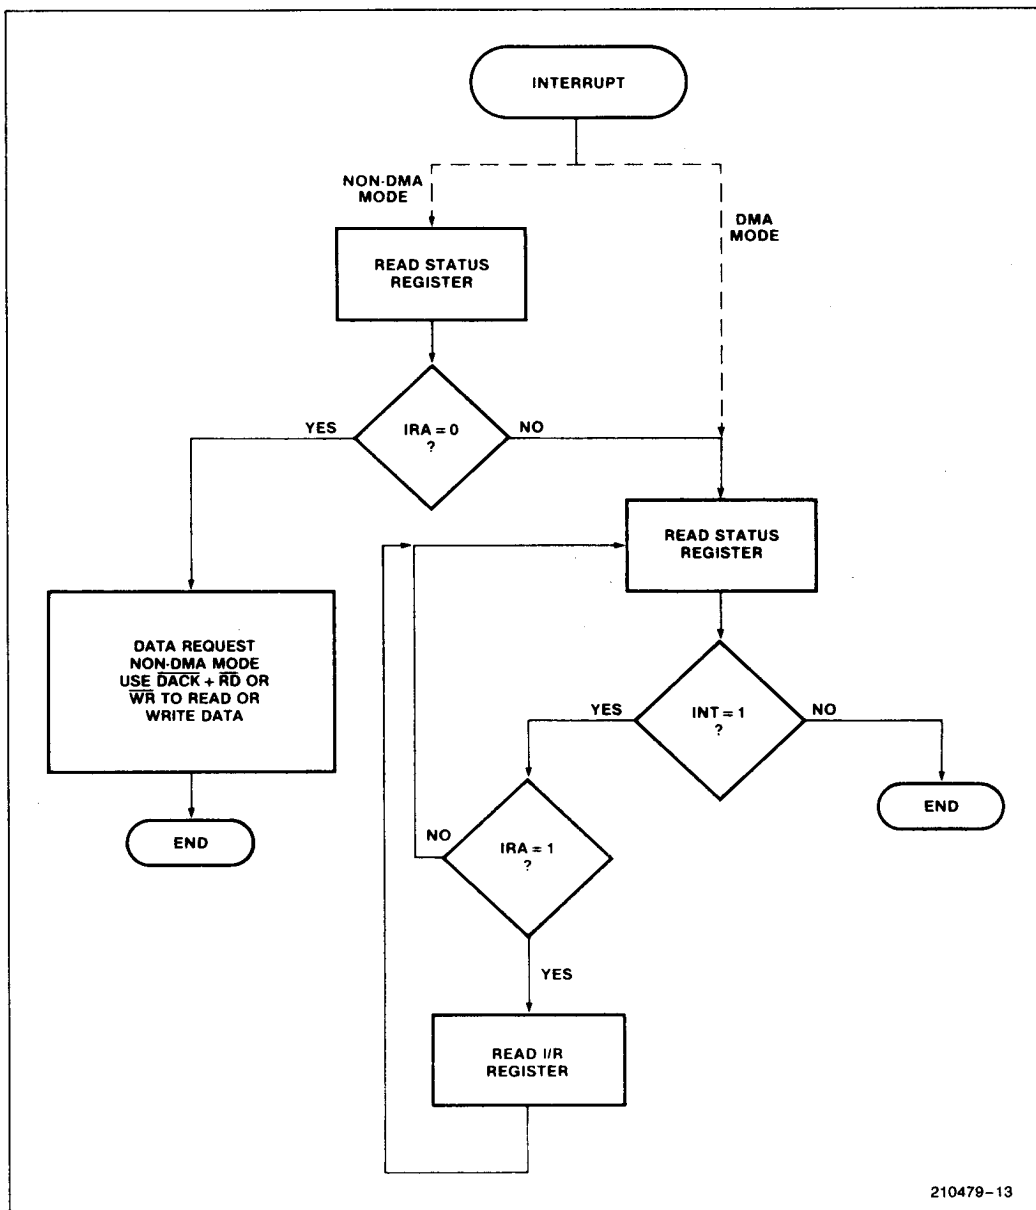 INTERRUPT
NON-DMA
MODE
DMA
MODE
READ STATUS
REGISTER
YES
IRA = 0
?
NO
READ STATUS
REGISTER
DATA REQUEST
NON-DMA MODE
USE DACK + RD OR
WR TO READ OR
WRITE DATA
YES
INT = 1
?
NO
END
END
NO
IRA = 1
?
YES
READ I/R
REGISTER
210479-13